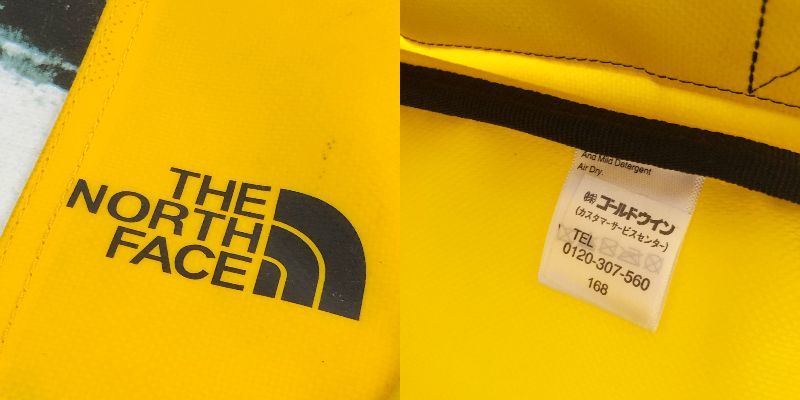 THE
NORTH
FACE
And Mild Detergent
Air Dry.
㈱ゴールドウイン
(カスタマーサービスセンター)
TEL
0120-307-560
168